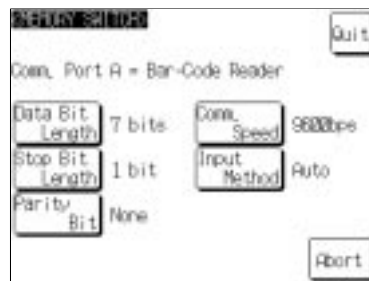 <MEMORY SWITCH>
Quit
Comm. Port A = Bar-Code Reader
Data Bit Length 7 bits
Comm. Speed 9600bps
Stop Bit Length 1 bit
Input Method Auto
Parity Bit None
Abort